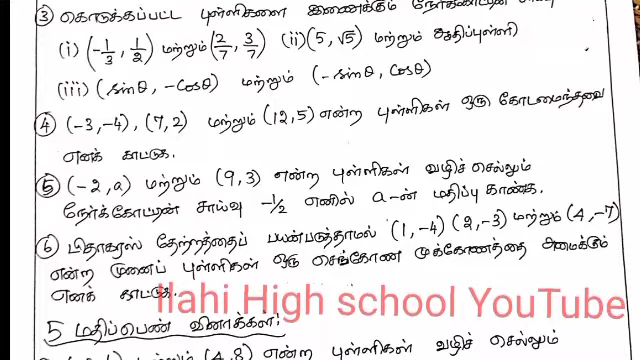 ③ கொடுக்கப்பட்ட புள்ளிகளை இணைக்கும் நேர்கோட்டின்
(i) (-1/3, 1/2) மற்றும் (2/7, 3/7) (ii) (5, √5) மற்றும் ஆதிப்புள்ளி
(iii) (sinθ, -cosθ) மற்றும் (-sinθ, cosθ)
④ (-3,-4), (7,2) மற்றும் (12,5) என்ற புள்ளிகள் ஒரு கோடமைந்தவை
எனக் காட்டுக.
⑤ (-2,a) மற்றும் (9,3) என்ற புள்ளிகள் வழிச் செல்லும்
நேர்க்கோட்டின் சாய்வு -1/2 எனில் a-ன் மதிப்பு காண்க.
⑥ பிதாகரஸ் தேற்றத்தைப் பயன்படுத்தாமல் (1,-4) (2,-3) மற்றும் (4,-7)
என்ற முனைப் புள்ளிகள் ஒரு செங்கோண முக்கோணத்தை அமைக்கும்
எனக் காட்டுக.
Ilahi High school YouTube
5 மதிப்பெண் வினாக்கள்:
(4,8) என்ற புள்ளிகள் வழிச் செல்லும்